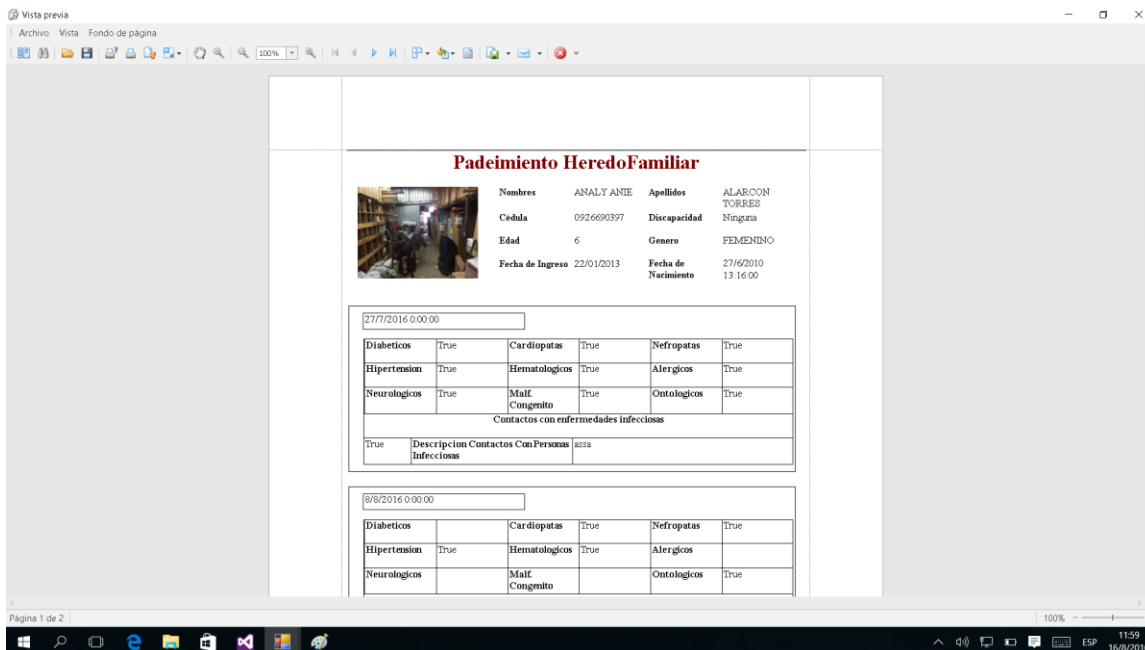 Vista previa
Archivo Vista Fondo de página
100%
Padeimiento HeredoFamiliar
Nombres ANALY ANIE Apellidos ALARCON TORRES
Cédula 0926690397 Discapacidad Ninguna
Edad 6 Genero FEMENINO
Fecha de Ingreso 22/01/2013 Fecha de Nacimiento 27/6/2010 13:16:00
27/7/2016 0:00:00
Diabeticos True Cardiopatas True Nefropatas True
Hipertension True Hematologicos True Alergicos True
Neurologicos True Malf. Congenito True Ontologicos True
Contactos con enfermedades infecciosas
True Descripcion Contactos Con Personas Infecciosas assa
8/8/2016 0:00:00
Diabeticos Cardiopatas True Nefropatas True
Hipertension True Hematologicos True Alergicos
Neurologicos Malf. Congenito Ontologicos True
Página 1 de 2 100%
ESP 11:59
16/8/201